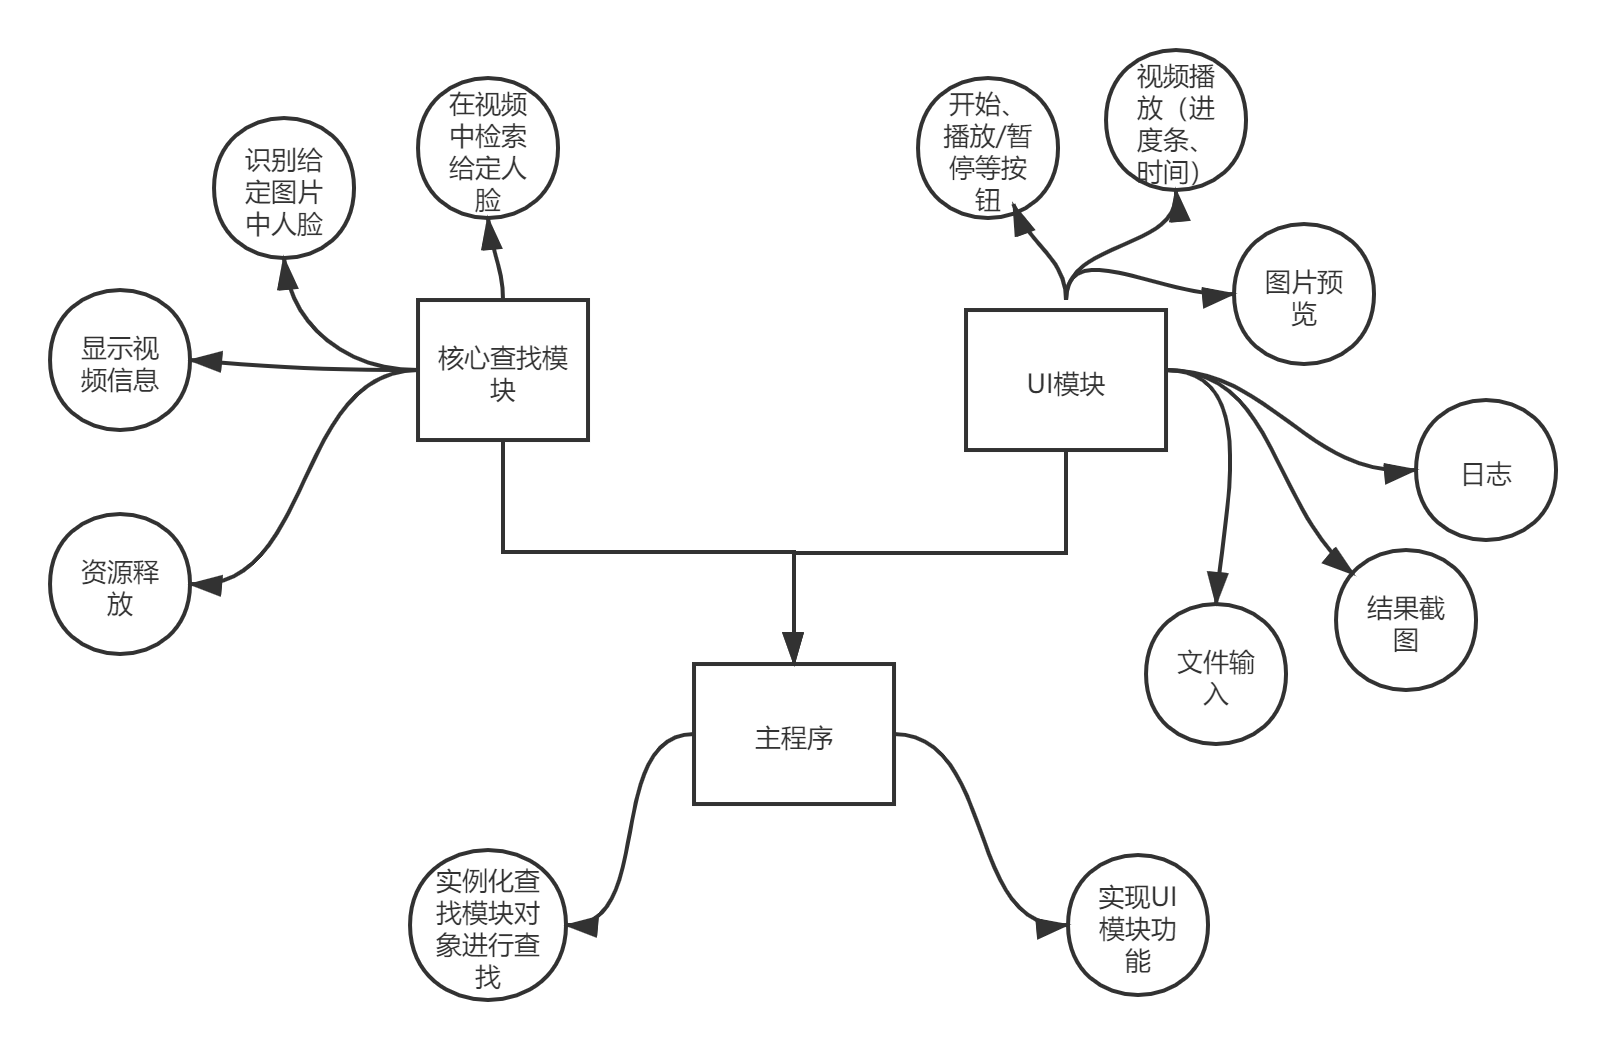 在视频
中检索
给定人
脸
识别给
定图片
中人脸
显示视
频信息
资源释
放
核心查找模
块
开始、
播放/暂
停等按
钮
视频播
放（进
度条、
时间）
图片预
览
UI模块
日志
结果截
图
文件输
入
主程序
实例化查
找模块对
象进行查
找
实现UI
模块功
能